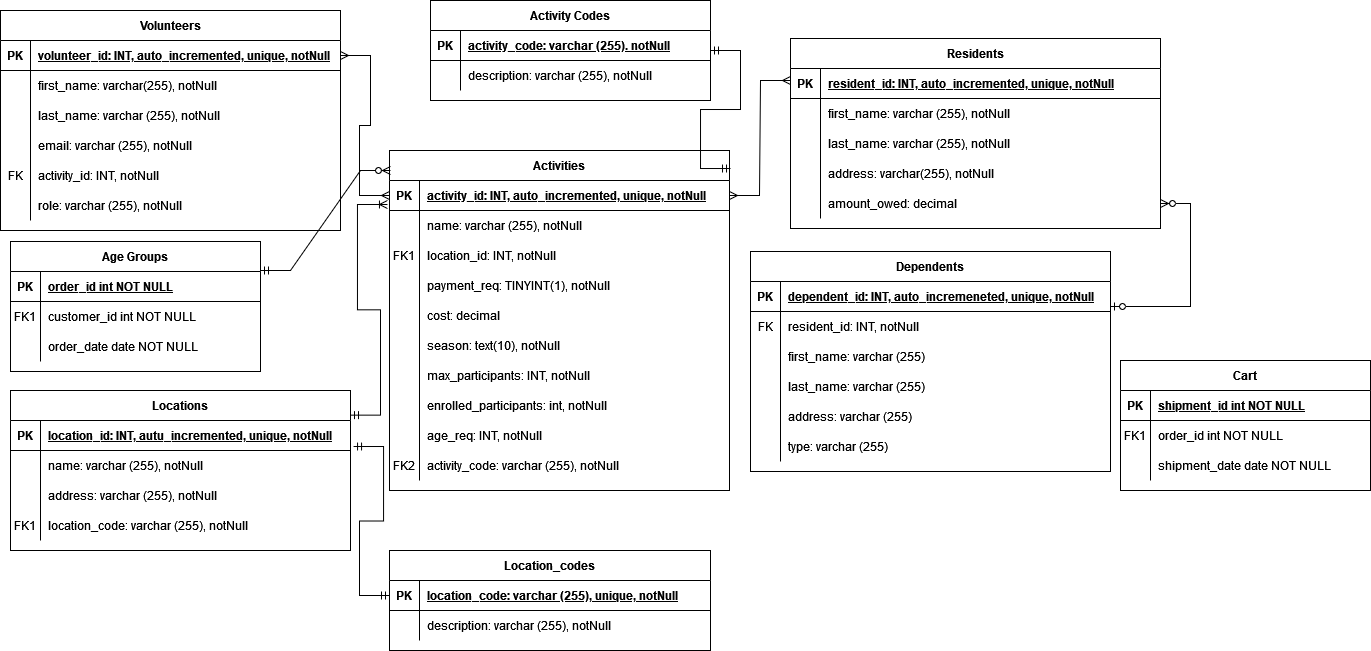 Volunteers
PK volunteer_id: INT, auto_incremented, unique, notNull
first_name: varchar(255), notNull
last_name: varchar (255), notNull
email: varchar (255), notNull
FK activity_id: INT, notNull
role: varchar (255), notNull
Activity Codes
PK activity_code: varchar (255). notNull
description: varchar (255), notNull
Residents
PK resident_id: INT, auto_incremented, unique, notNull
first_name: varchar (255), notNull
last_name: varchar (255), notNull
address: varchar(255), notNull
amount_owed: decimal
Activities
PK activity_id: INT, auto_incremented, unique, notNull
name: varchar (255), notNull
FK1 location_id: INT, notNull
payment_req: TINYINT(1), notNull
cost: decimal
season: text(10), notNull
max_participants: INT, notNull
enrolled_participants: int, notNull
age_req: INT, notNull
FK2 activity_code: varchar (255), notNull
Age Groups
PK order_id int NOT NULL
FK1 customer_id int NOT NULL
order_date date NOT NULL
Dependents
PK dependent_id: INT, auto_incremeneted, unique, notNull
FK resident_id: INT, notNull
first_name: varchar (255)
last_name: varchar (255)
address: varchar (255)
type: varchar (255)
Cart
PK shipment_id int NOT NULL
FK1 order_id int NOT NULL
shipment_date date NOT NULL
Locations
PK location_id: INT, autu_incremented, unique, notNull
name: varchar (255), notNull
address: varchar (255), notNull
FK1 location_code: varchar (255), notNull
Location_codes
PK location_code: varchar (255), unique, notNull
description: varchar (255), notNull